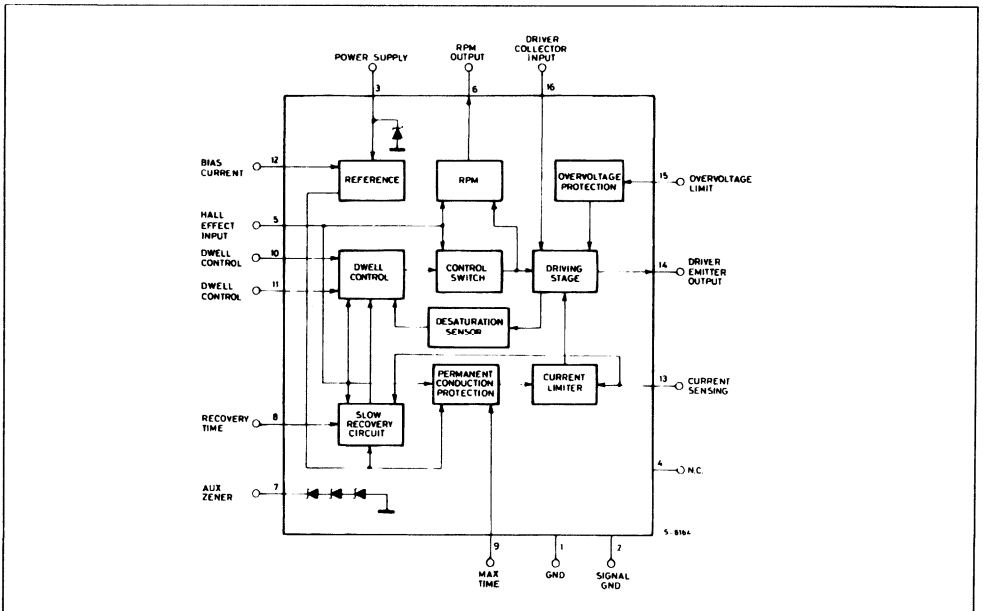 POWER SUPPLY
RPM
OUTPUT
DRIVER
COLLECTOR
INPUT
3
6
16
BIAS
CURRENT
12
REFERENCE
RPM
OVERVOLTAGE
PROTECTION
15
OVERVOLTAGE
LIMIT
HALL
EFFECT
INPUT
5
DWELL
CONTROL
10
DWELL
CONTROL
11
DWELL
CONTROL
CONTROL
SWITCH
DRIVING
STAGE
14
DRIVER
EMITTER
OUTPUT
DESATURATION
SENSOR
PERMANENT
CONDUCTION
PROTECTION
CURRENT
LIMITER
13
CURRENT
SENSING
RECOVERY
TIME
8
SLOW
RECOVERY
CIRCUIT
4
N.C.
AUX
ZENER
7
S-8164
9
1
2
MAX
TIME
GND
SIGNAL
GND